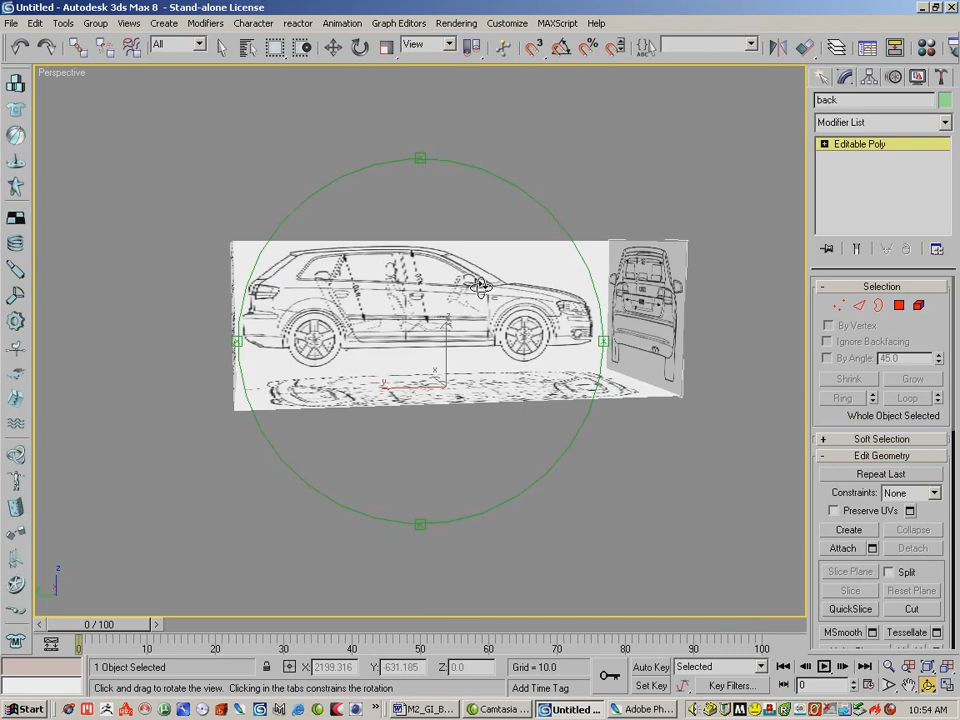 Untitled - Autodesk 3ds Max 8 - Stand-alone License
File Edit Tools Group Views Create Modifiers Character reactor Animation Graph Editors Rendering Customize MAXScript Help
All View
Perspective
back
Modifier List
Editable Poly
Selection
By Vertex
Ignore Backfacing
By Angle: 45.0
Shrink Grow
Ring Loop
Whole Object Selected
Soft Selection
Edit Geometry
Repeat Last
Constraints: None
Preserve UVs
Create Collapse
Attach Detach
Slice Plane Split
Slice Reset Plane
QuickSlice Cut
MSmooth Tessellate
x
y
z
0 / 100
0 10 20 30 40 50 60 70 80 90 100
1 Object Selected X: 2199.316 Y: -631.185 Z: 0.0 Grid = 10.0 Auto Key Selected
Click and drag to rotate the view. Clicking in the tabs constrains the rotation Add Time Tag Set Key Key Filters... 0
Start M2_GI_B... Camtasia ... Untitled ... Adobe Ph... 10:54 AM